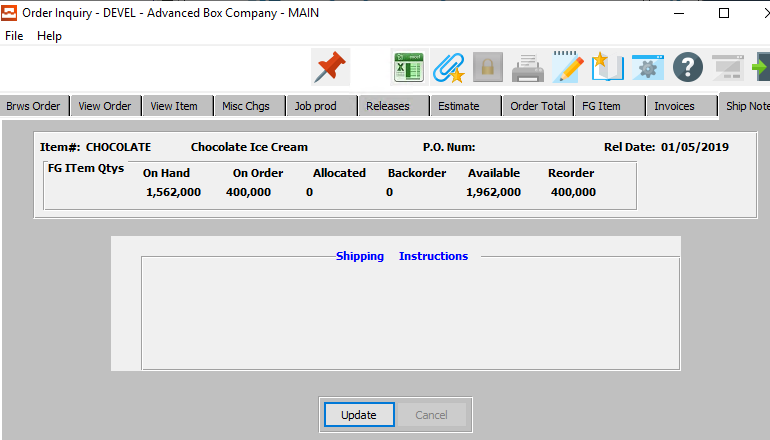 Order Inquiry - DEVEL - Advanced Box Company - MAIN
File Help
Brws Order View Order View Item Misc Chgs Job prod Releases Estimate Order Total FG Item Invoices Ship Note
Item#: CHOCOLATE Chocolate Ice Cream P.O. Num: Rel Date: 01/05/2019
FG ITem Qtys On Hand On Order Allocated Backorder Available Reorder
1,562,000 400,000 0 0 1,962,000 400,000
Shipping Instructions
Update Cancel